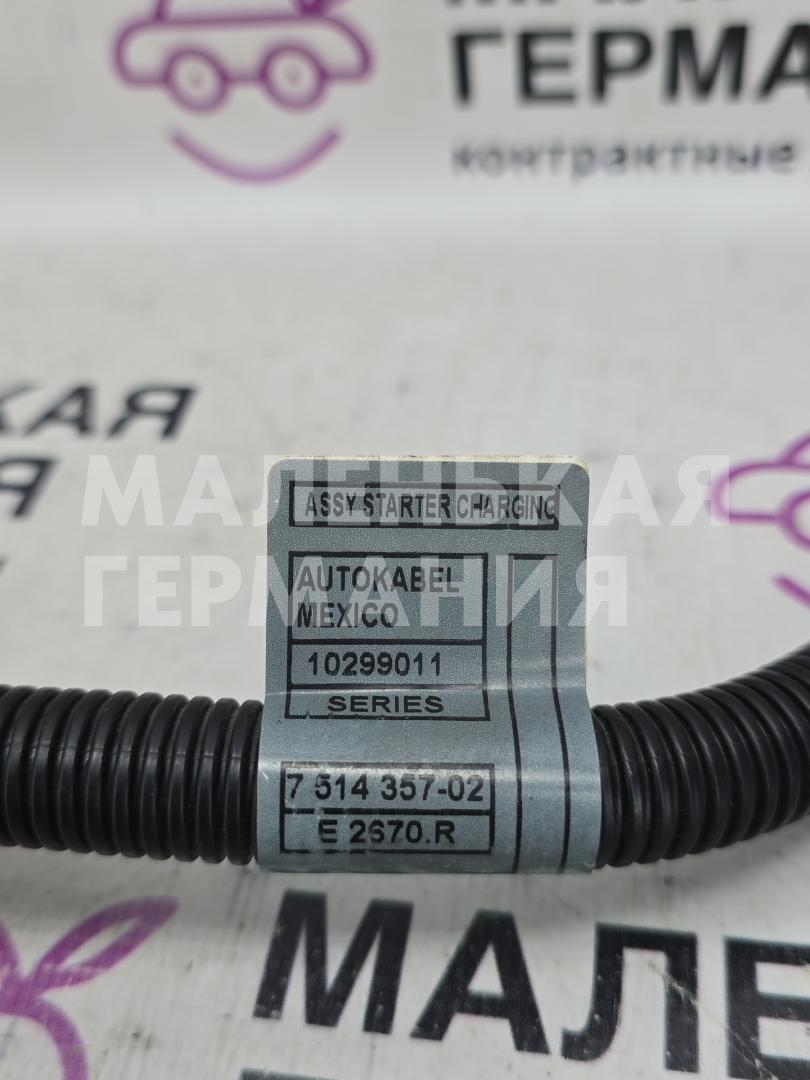 ГЕРМА
контрактные
МАЛЕНЬКАЯ
ГЕРМАНИЯ
ASSY STARTER CHARGING
AUTOKABEL
MEXICO
10299011
SERIES
7 514 357-02
E 2670.R
МАЛЕ